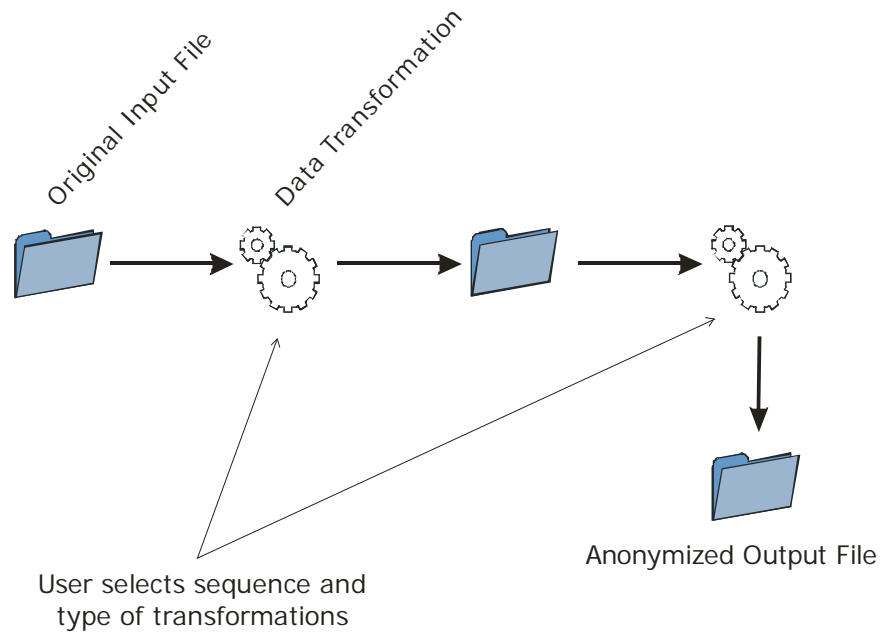 Original Input File
Data Transformation
Anonymized Output File
User selects sequence and
type of transformations